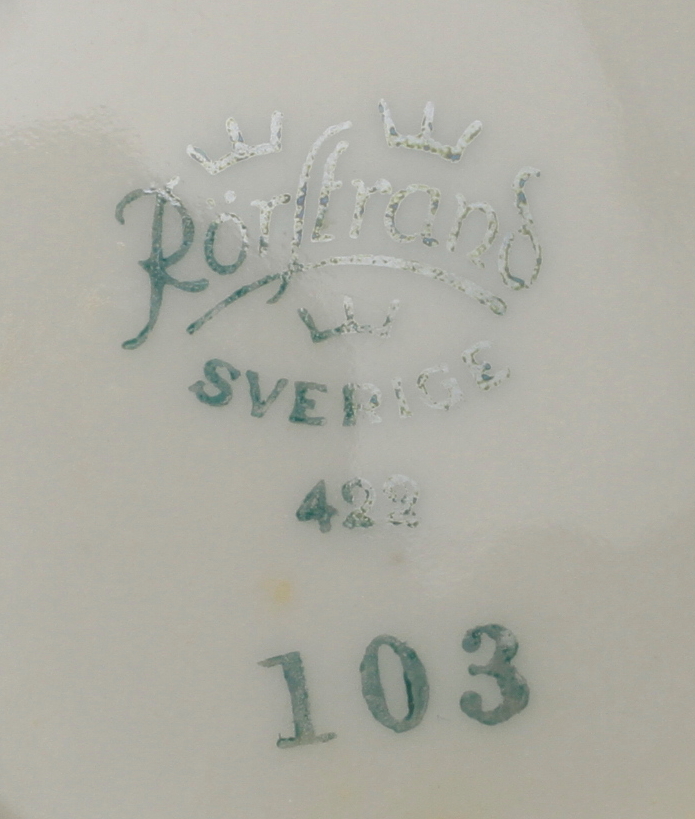 Rörstrand
SVERIGE
422
103